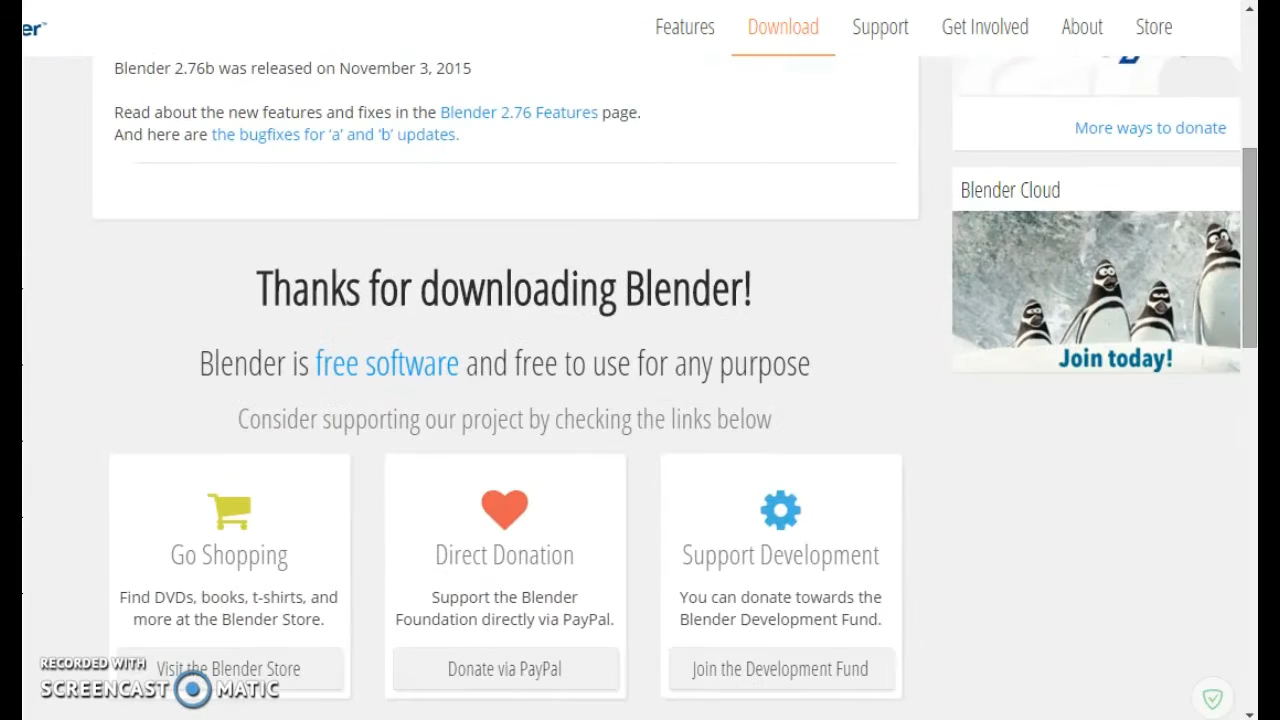 er™
Features Download Support Get Involved About Store
Blender 2.76b was released on November 3, 2015
Read about the new features and fixes in the Blender 2.76 Features page.
And here are the bugfixes for ‘a’ and ‘b’ updates.
More ways to donate
Blender Cloud
Join today!
Thanks for downloading Blender!
Blender is free software and free to use for any purpose
Consider supporting our project by checking the links below
Go Shopping
Find DVDs, books, t-shirts, and
more at the Blender Store.
Visit the Blender Store
Direct Donation
Support the Blender
Foundation directly via PayPal.
Donate via PayPal
Support Development
You can donate towards the
Blender Development Fund.
Join the Development Fund
RECORDED WITH
SCREENCAST MATIC